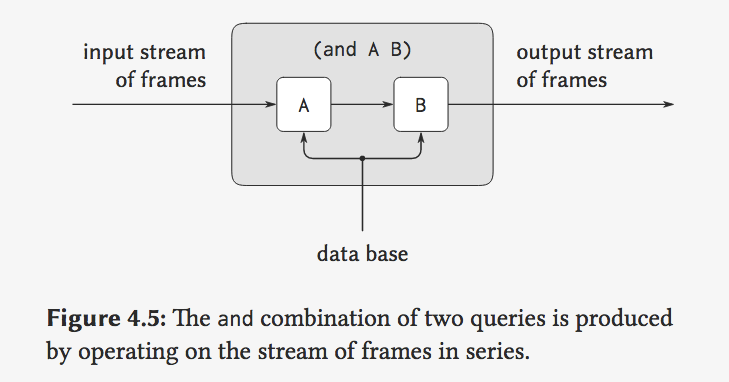 input stream
of frames
(and A B)
output stream
of frames
A
B
data base
Figure 4.5: The and combination of two queries is produced
by operating on the stream of frames in series.